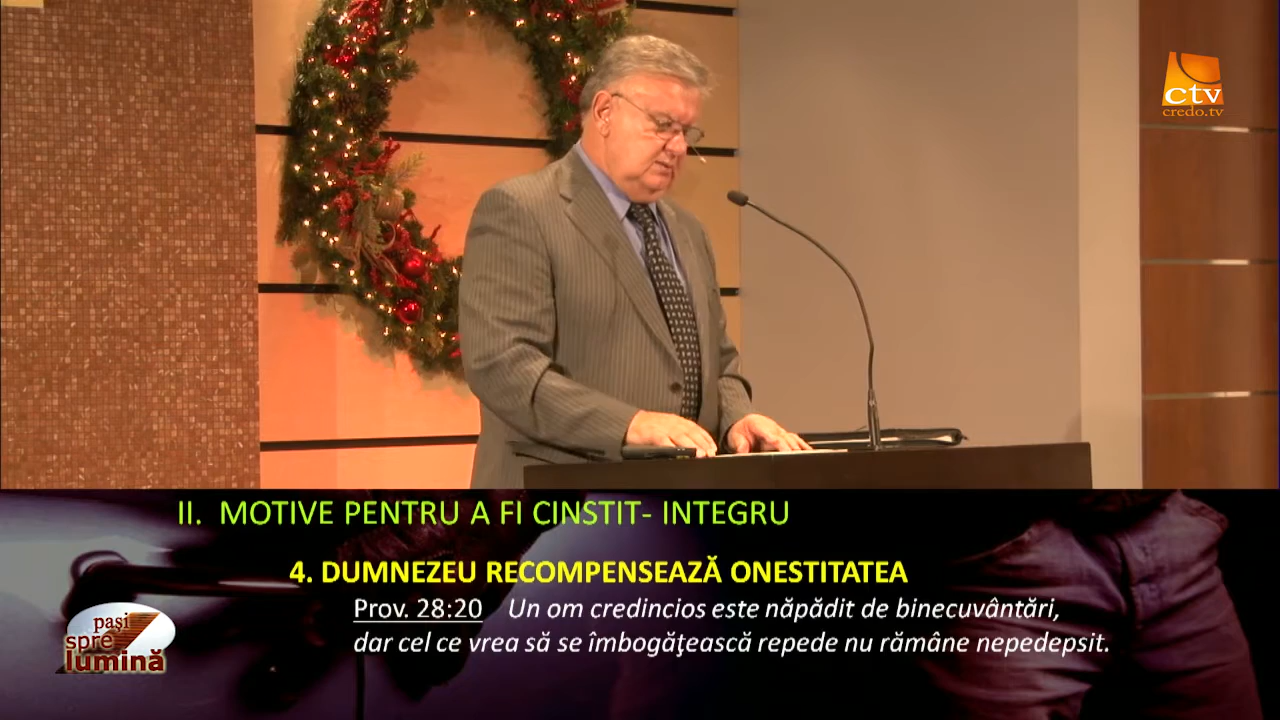 ctv
credo.tv
II. MOTIVE PENTRU A FI CINSTIT- INTEGRU
4. DUMNEZEU RECOMPENSEAZĂ ONESTITATEA
Prov. 28:20 Un om credincios este năpădit de binecuvântări,
dar cel ce vrea să se îmbogăţească repede nu rămâne nepedepsit.
paşi
spre
lumină